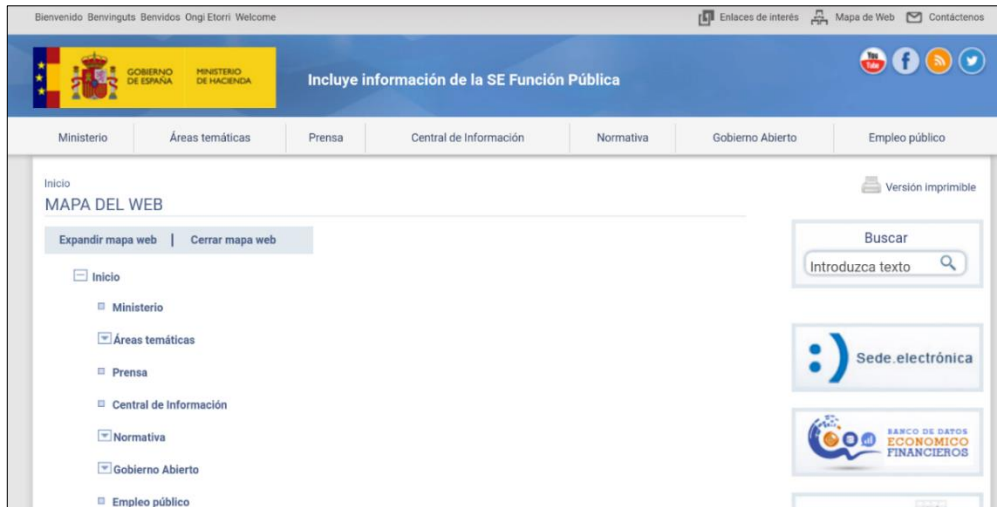 Bienvenido Benvinguts Benvidos Ongi Etorri Welcome
Enlaces de interés Mapa de Web Contáctenos
GOBIERNO DE ESPAÑA
MINISTERIO DE HACIENDA
Incluye información de la SE Función Pública
You Tube
Ministerio Áreas temáticas Prensa Central de Información Normativa Gobierno Abierto Empleo público
Inicio
Versión imprimible
MAPA DEL WEB
Expandir mapa web | Cerrar mapa web
Buscar
Introduzca texto
Inicio
Ministerio
Áreas temáticas
Prensa
Central de Información
Normativa
Gobierno Abierto
Empleo público
:) Sede.electrónica
BANCO DE DATOS
ECONOMICO
FINANCIEROS